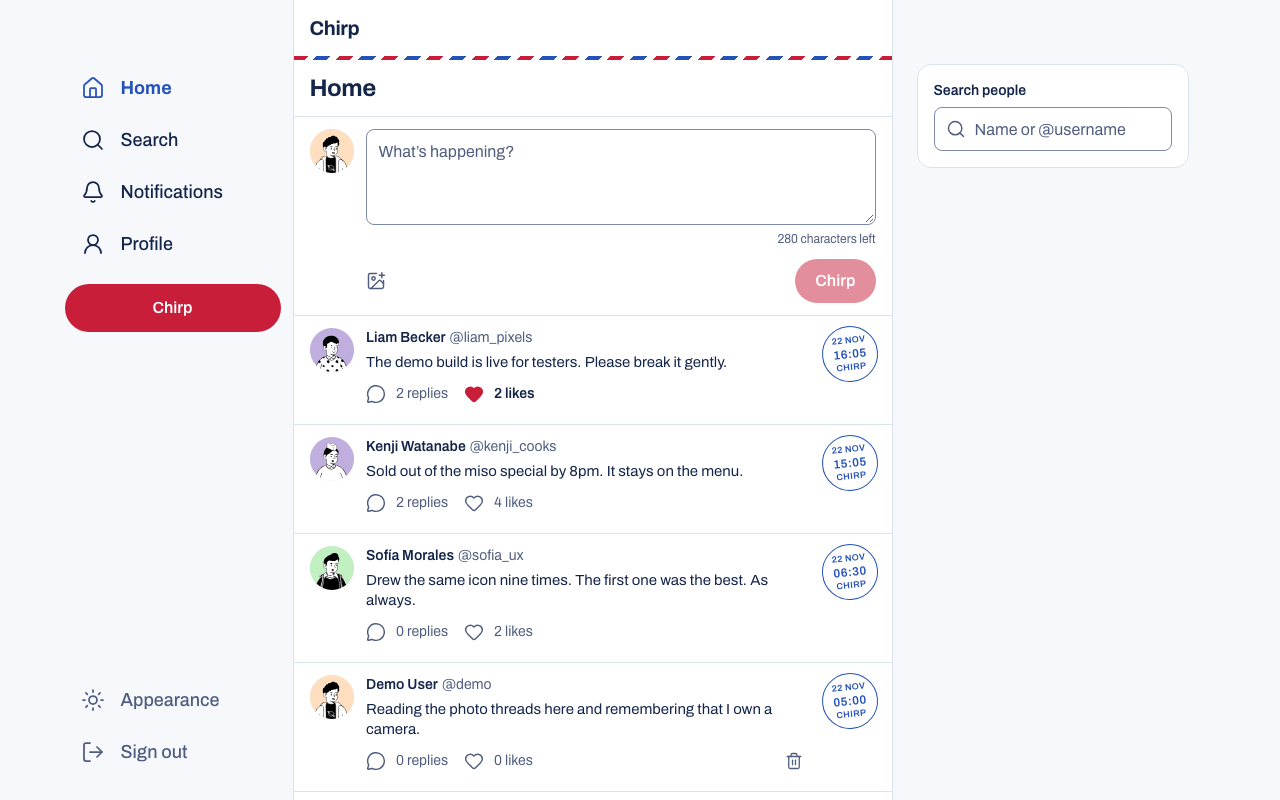 Chirp
Home
Search
Notifications
Profile
Chirp
Appearance
Sign out
Home
What's happening?
280 characters left
Chirp
Liam Becker @liam_pixels
The demo build is live for testers. Please break it gently.
2 replies 2 likes
22 NOV
16:05
CHIRP
Kenji Watanabe @kenji_cooks
Sold out of the miso special by 8pm. It stays on the menu.
2 replies 4 likes
22 NOV
15:05
CHIRP
Sofía Morales @sofia_ux
Drew the same icon nine times. The first one was the best. As
always.
0 replies 2 likes
22 NOV
06:30
CHIRP
Demo User @demo
Reading the photo threads here and remembering that I own a
camera.
0 replies 0 likes
22 NOV
05:00
CHIRP
Search people
Name or @username